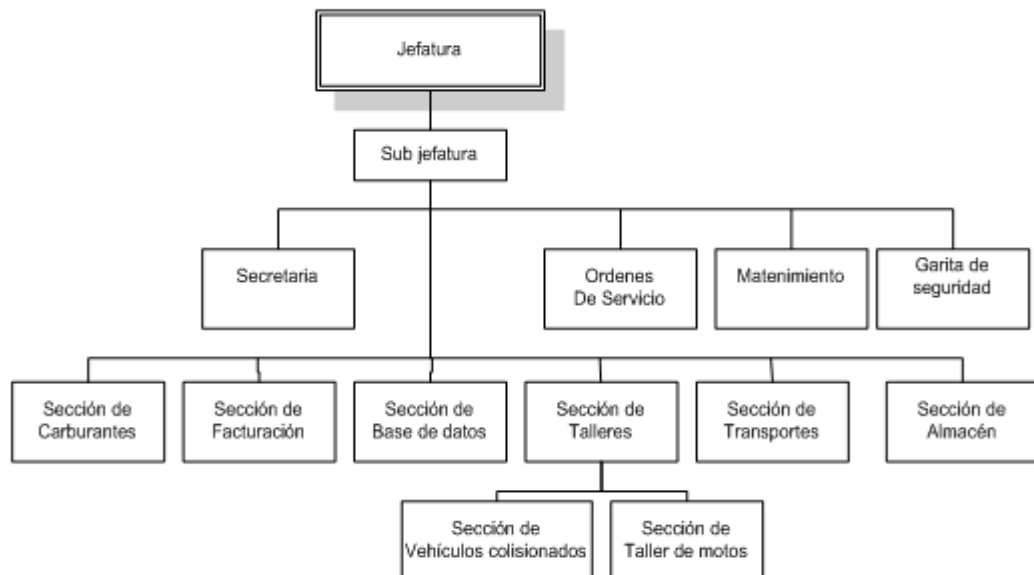 Jefatura
Sub jefatura
Secretaria
Ordenes
De Servicio
Matenimiento
Garita de
seguridad
Sección de
Carburantes
Sección de
Facturación
Sección de
Base de datos
Sección de
Talleres
Sección de
Transportes
Sección de
Almacén
Sección de
Vehículos colisionados
Sección de
Taller de motos